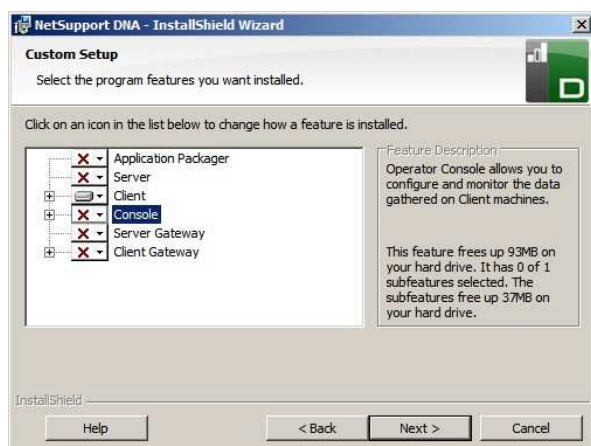 NetSupport DNA - InstallShield Wizard
Custom Setup
Select the program features you want installed.
D
Click on an icon in the list below to change how a feature is installed.
Application Packager
Server
Client
Console
Server Gateway
Client Gateway
Feature Description
Operator Console allows you to
configure and monitor the data
gathered on Client machines.
This feature frees up 93MB on
your hard drive. It has 0 of 1
subfeatures selected. The
subfeatures free up 37MB on
your hard drive.
InstallShield
Help
< Back
Next >
Cancel